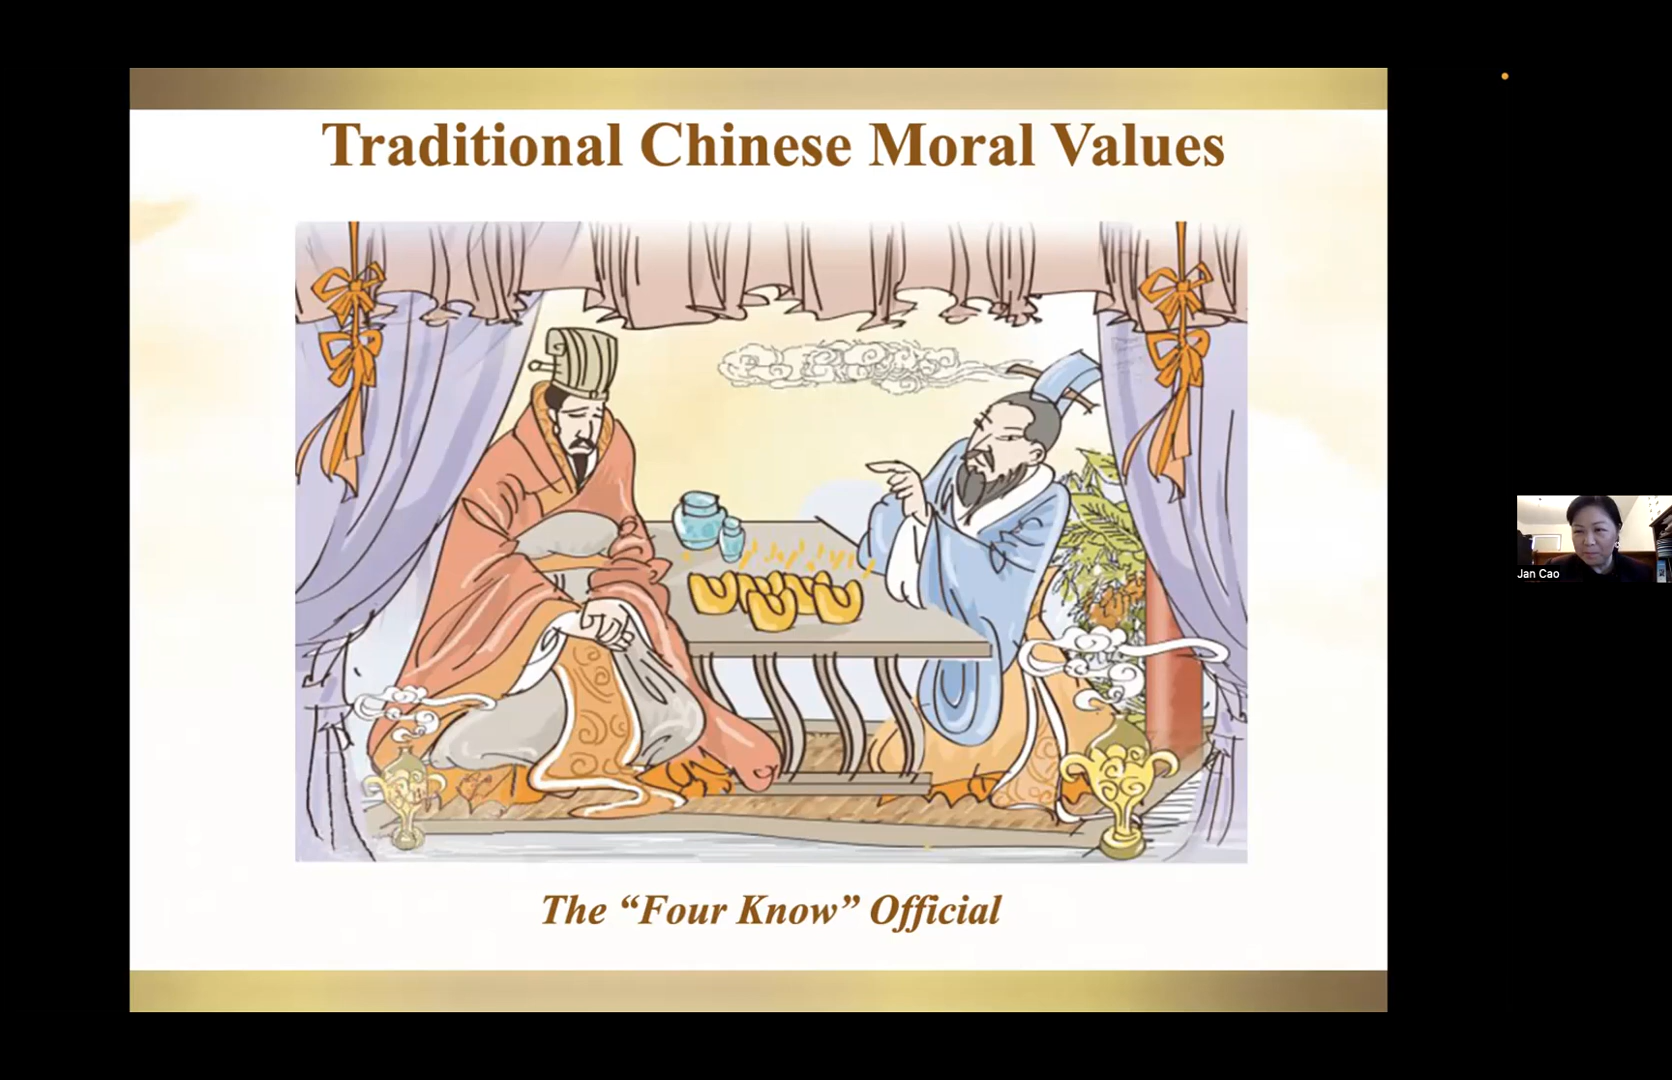 Traditional Chinese Moral Values
The “Four Know” Official
Jan Cao